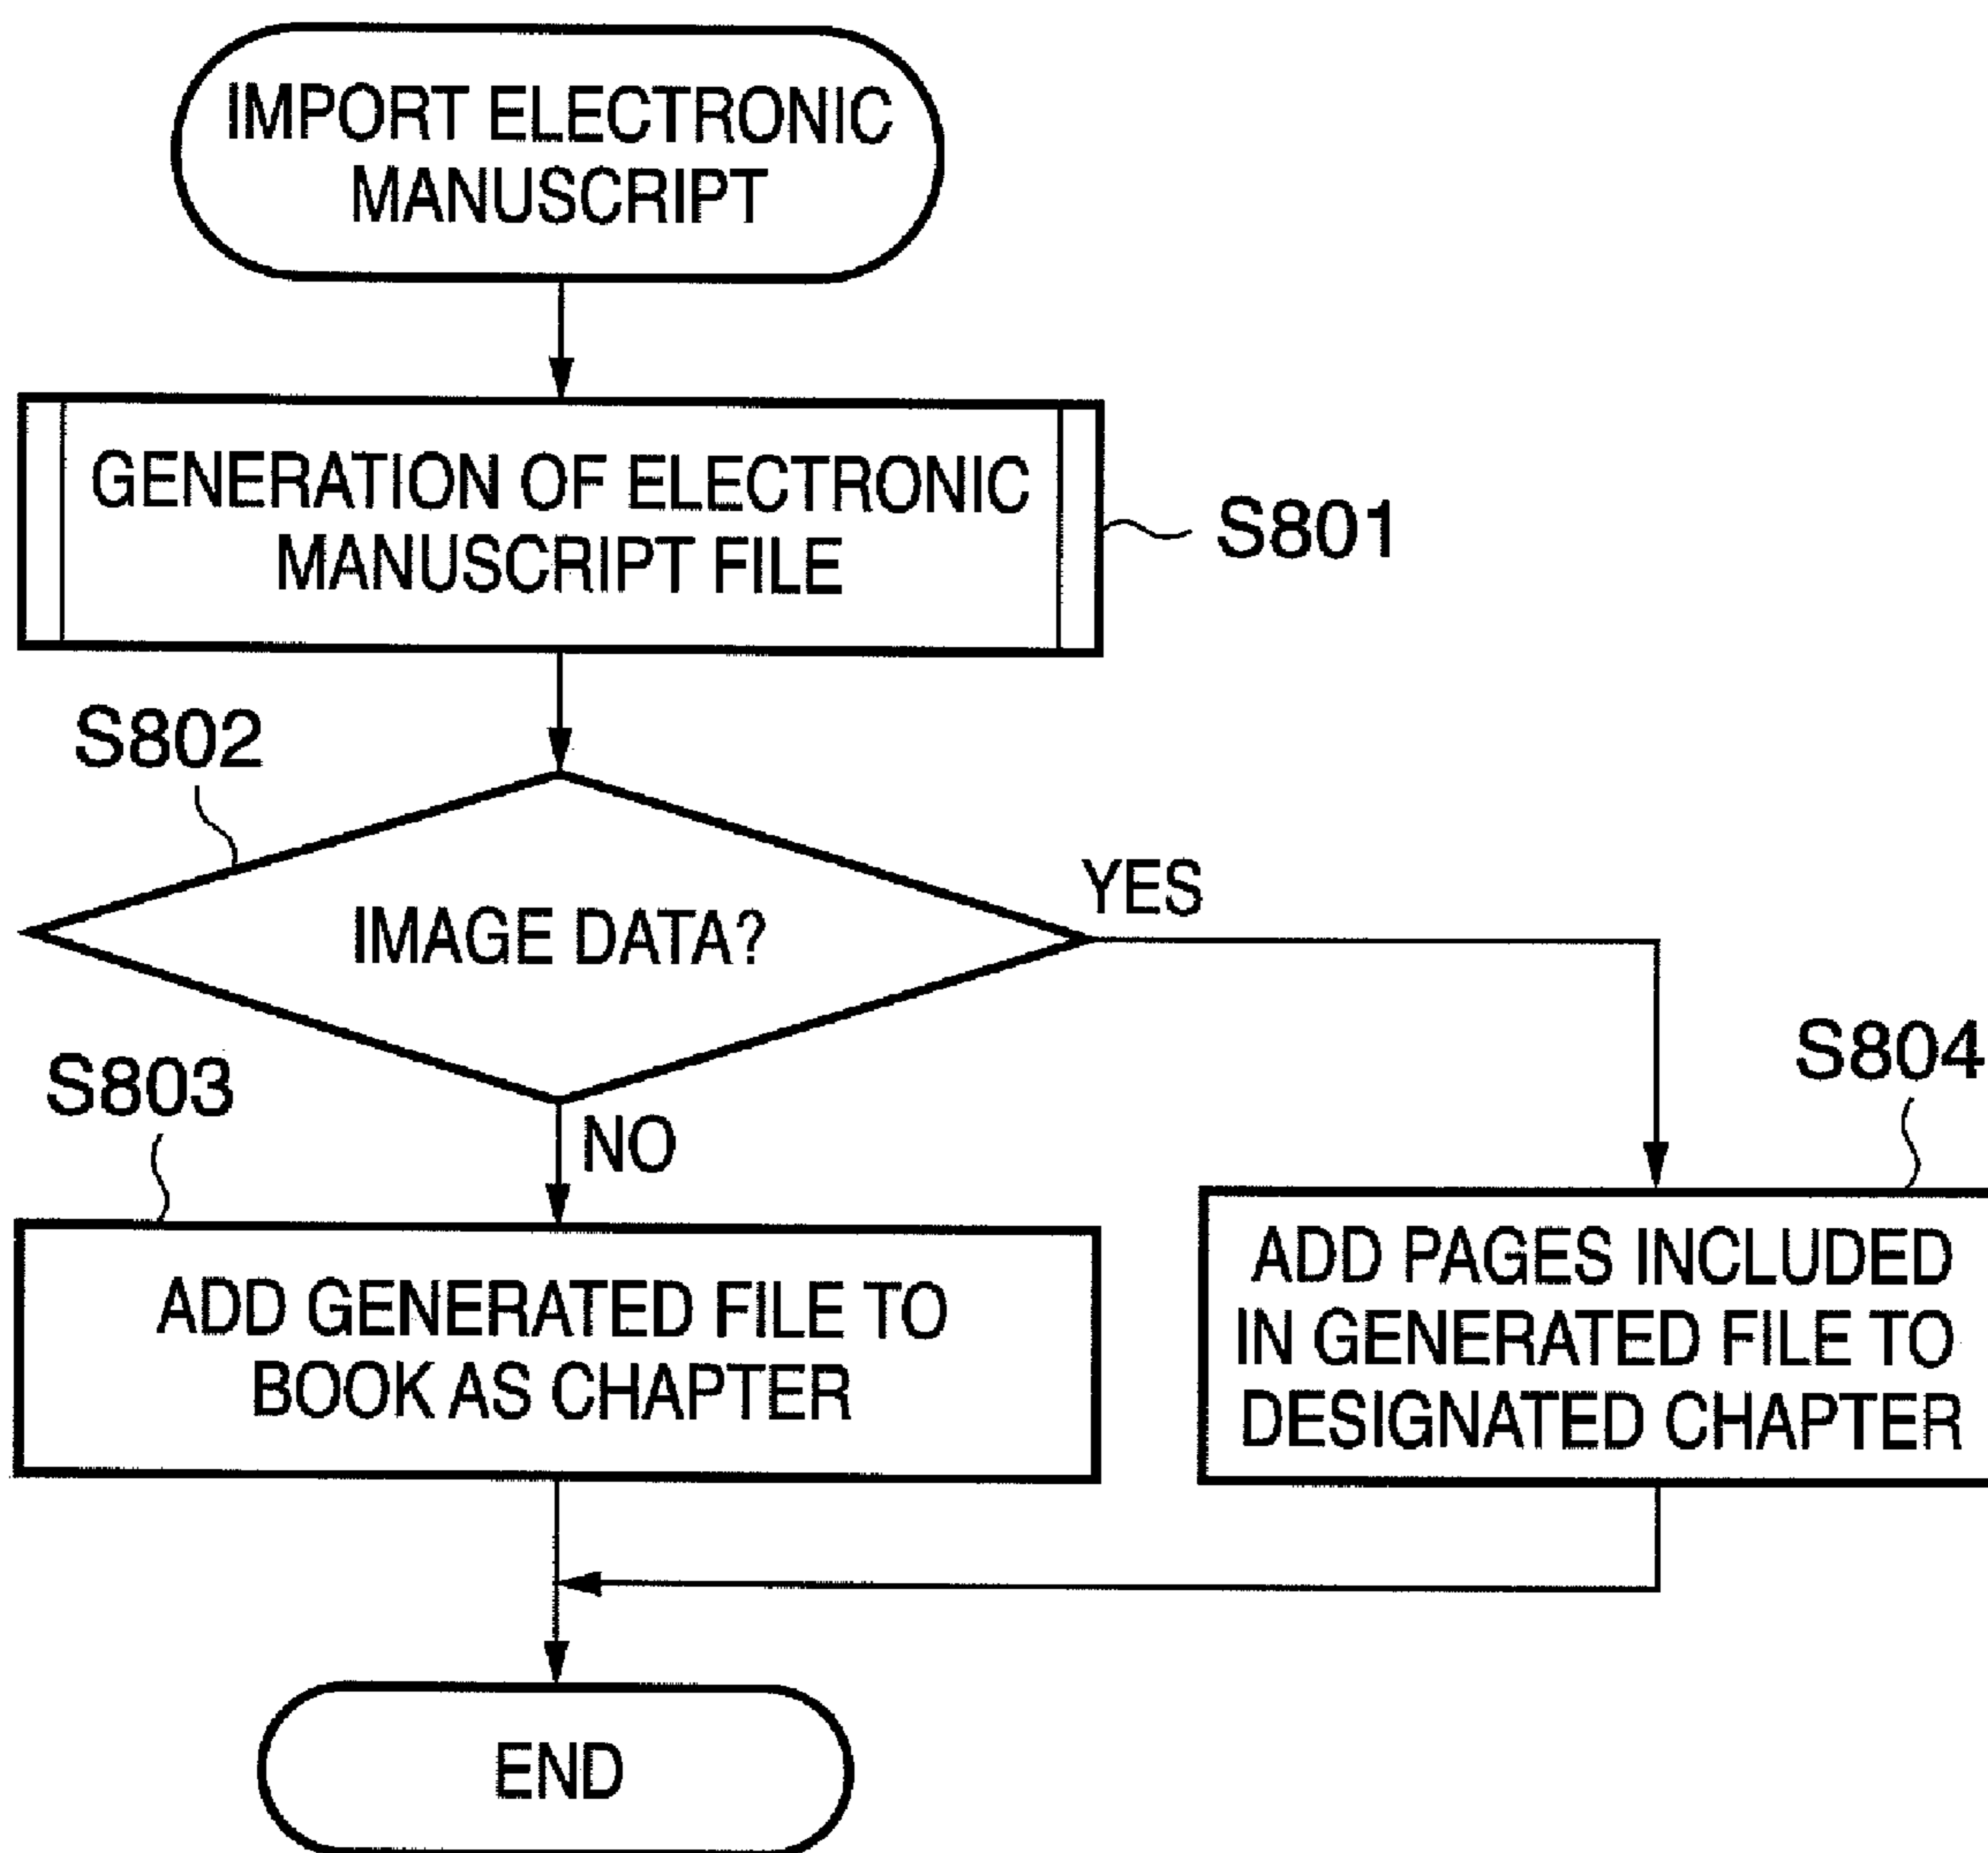 IMPORT ELECTRONIC
MANUSCRIPT
GENERATION OF ELECTRONIC
MANUSCRIPT FILE
S801
S802
IMAGE DATA?
YES
NO
S803
ADD GENERATED FILE TO
BOOK AS CHAPTER
S804
ADD PAGES INCLUDED
IN GENERATED FILE TO
DESIGNATED CHAPTER
END